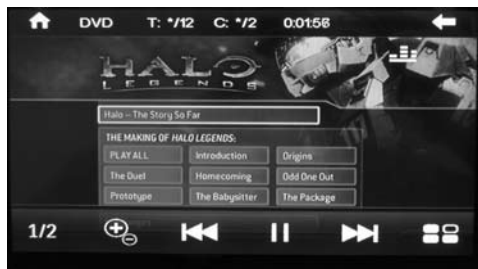 DVD T: */12 C: */2 0:01:56
HALO
LEGENDS
Halo – The Story So Far
THE MAKING OF HALO LEGENDS:
PLAY ALL Introduction Origins
The Duel Homecoming Odd One Out
Prototype The Babysitter The Package
1/2